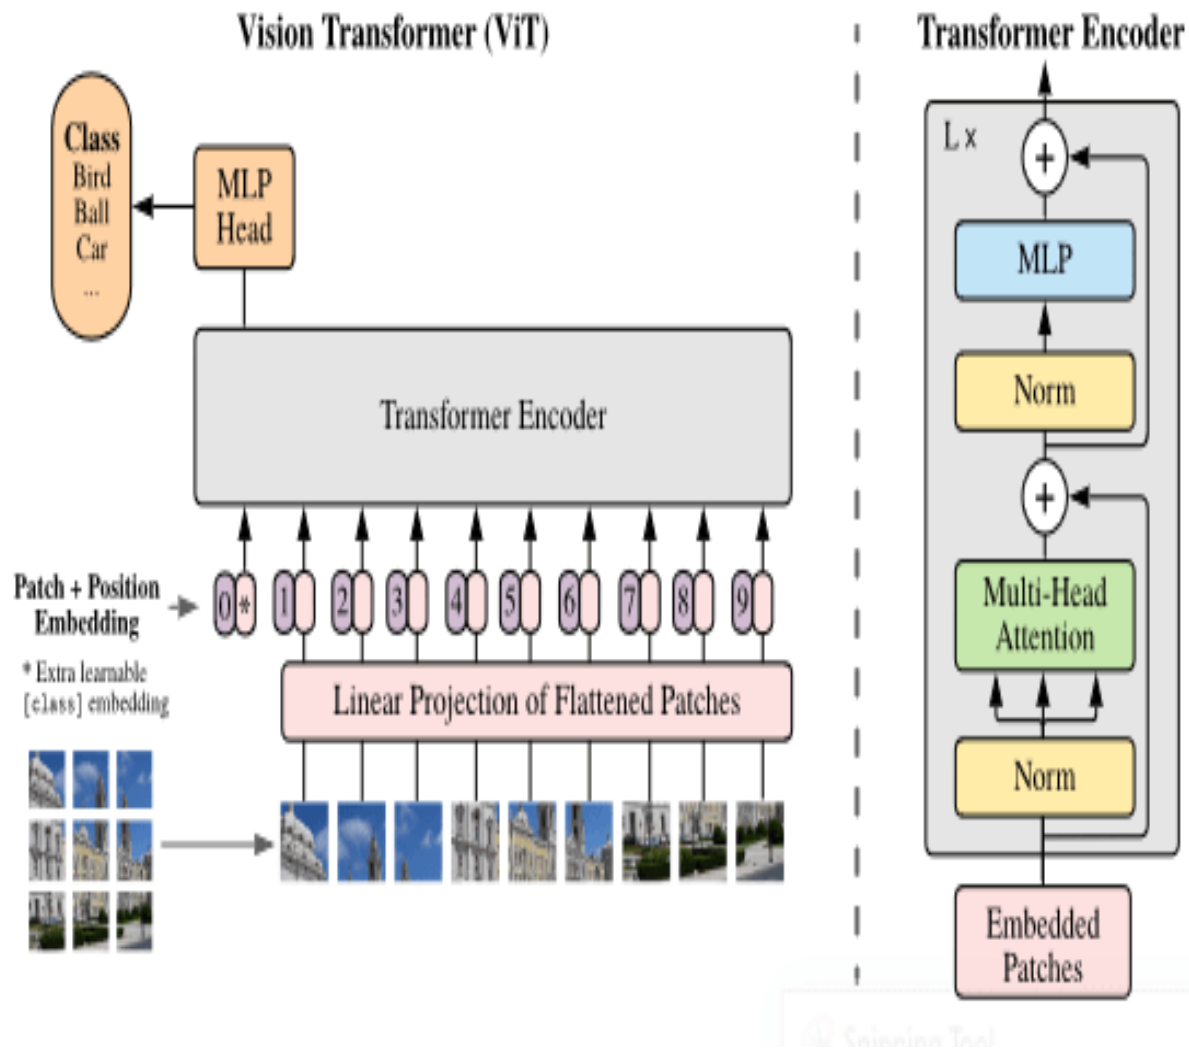 Vision Transformer (ViT)
Class
Bird
Ball
Car
...
MLP
Head
Transformer Encoder
Patch + Position
Embedding
0 * 1 2 3 4 5 6 7 8 9
* Extra learnable
[class] embedding
Linear Projection of Flattened Patches
Transformer Encoder
L ×
+
MLP
Norm
+
Multi-Head
Attention
Norm
Embedded
Patches